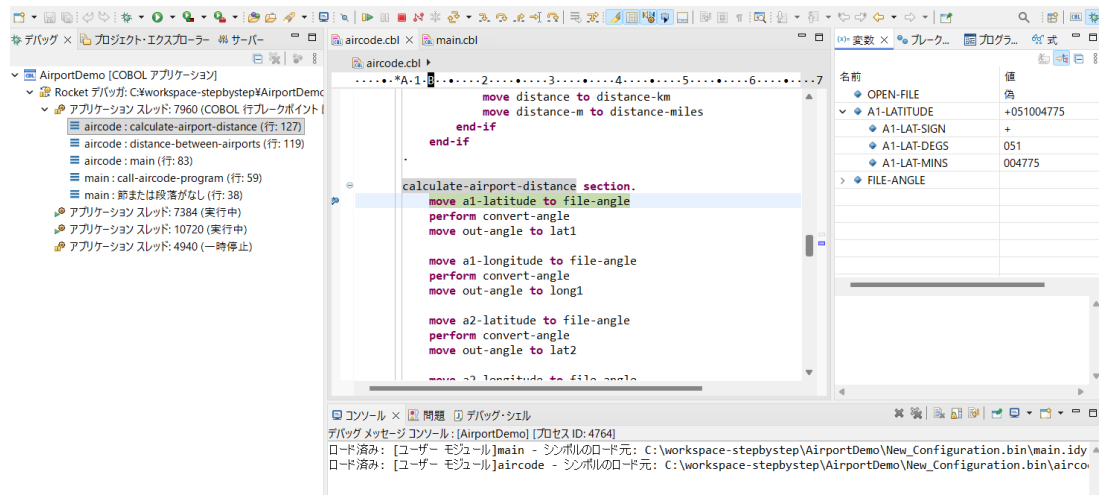 デバッグ プロジェクト・エクスプローラー サーバー
AirportDemo [COBOL アプリケーション]
Rocket デバッガ: C:¥workspace-stepbystep¥AirportDemo
アプリケーション スレッド: 7960 (COBOL 行ブレークポイント
aircode : calculate-airport-distance (行: 127)
aircode : distance-between-airports (行: 119)
aircode : main (行: 83)
main : call-aircode-program (行: 59)
main : 節または段落がなし (行: 38)
アプリケーション スレッド: 7384 (実行中)
アプリケーション スレッド: 10720 (実行中)
アプリケーション スレッド: 4940 (一時停止)
aircode.cbl main.cbl
aircode.cbl
····•·*A·1·B··•····2····•····3····•····4····•····5····•····6····•····7
move distance to distance-km
move distance-m to distance-miles
end-if
end-if
.
calculate-airport-distance section.
move a1-latitude to file-angle
perform convert-angle
move out-angle to lat1
move a1-longitude to file-angle
perform convert-angle
move out-angle to long1
move a2-latitude to file-angle
perform convert-angle
move out-angle to lat2
move a2-longitude to file-angle
(x)= 変数 ブレーク... プログラ... 式
名前 値
OPEN-FILE 偽
A1-LATITUDE +051004775
A1-LAT-SIGN +
A1-LAT-DEGS 051
A1-LAT-MINS 004775
FILE-ANGLE
コンソール 問題 デバッグ・シェル
デバッグ メッセージ コンソール : [AirportDemo] [プロセス ID: 4764]
ロード済み: [ユーザー モジュール]main - シンボルのロード元: C:\workspace-stepbystep\AirportDemo\New_Configuration.bin\main.idy
ロード済み: [ユーザー モジュール]aircode - シンボルのロード元: C:\workspace-stepbystep\AirportDemo\New_Configuration.bin\airco